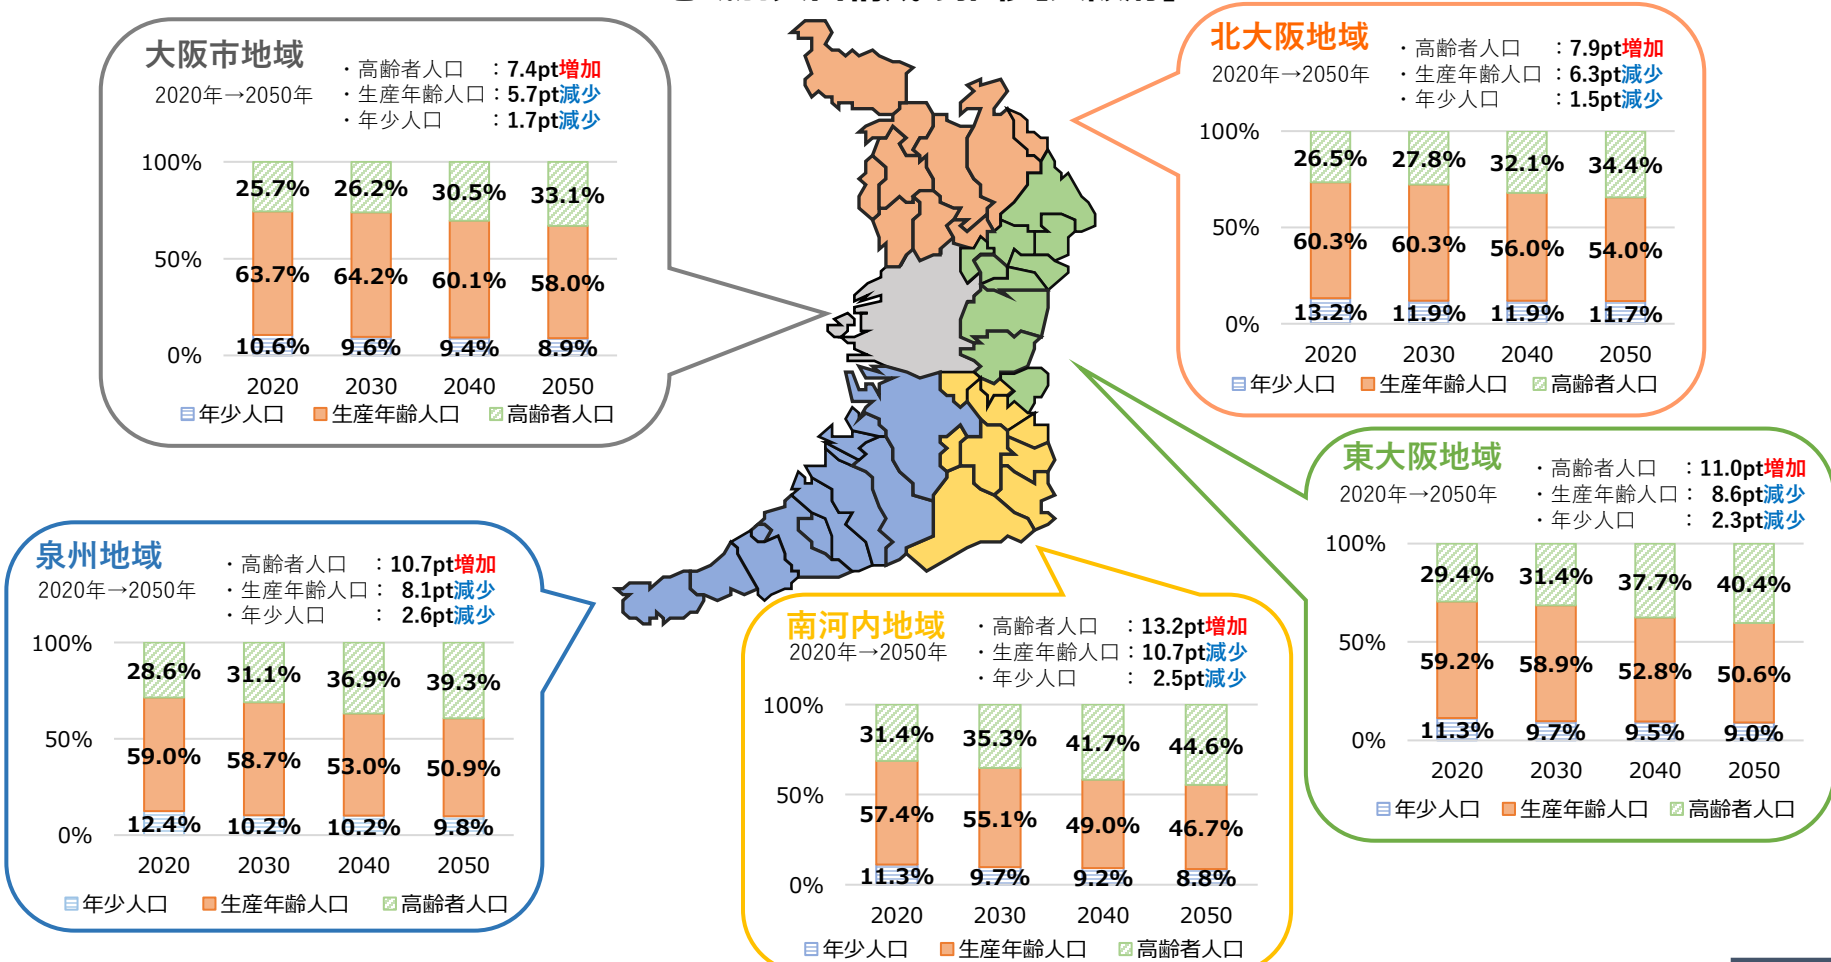 大阪市地域
2020年→2050年
・高齢者人口 ：7.4pt増加
・生産年齢人口：5.7pt減少
・年少人口 ：1.7pt減少
100%
50%
0%
25.7% 26.2% 30.5% 33.1%
63.7% 64.2% 60.1% 58.0%
10.6% 9.6% 9.4% 8.9%
2020 2030 2040 2050
年少人口 生産年齢人口 高齢者人口
北大阪地域
2020年→2050年
・高齢者人口 ：7.9pt増加
・生産年齢人口：6.3pt減少
・年少人口 ：1.5pt減少
100%
50%
0%
26.5% 27.8% 32.1% 34.4%
60.3% 60.3% 56.0% 54.0%
13.2% 11.9% 11.9% 11.7%
2020 2030 2040 2050
年少人口 生産年齢人口 高齢者人口
東大阪地域
2020年→2050年
・高齢者人口 ：11.0pt増加
・生産年齢人口： 8.6pt減少
・年少人口 ： 2.3pt減少
100%
50%
0%
29.4% 31.4% 37.7% 40.4%
59.2% 58.9% 52.8% 50.6%
11.3% 9.7% 9.5% 9.0%
2020 2030 2040 2050
年少人口 生産年齢人口 高齢者人口
泉州地域
2020年→2050年
・高齢者人口 ：10.7pt増加
・生産年齢人口： 8.1pt減少
・年少人口 ： 2.6pt減少
100%
50%
0%
28.6% 31.1% 36.9% 39.3%
59.0% 58.7% 53.0% 50.9%
12.4% 10.2% 10.2% 9.8%
2020 2030 2040 2050
年少人口 生産年齢人口 高齢者人口
南河内地域
2020年→2050年
・高齢者人口 ：13.2pt増加
・生産年齢人口：10.7pt減少
・年少人口 ： 2.5pt減少
100%
50%
0%
31.4% 35.3% 41.7% 44.6%
57.4% 55.1% 49.0% 46.7%
11.3% 9.7% 9.2% 8.8%
2020 2030 2040 2050
年少人口 生産年齢人口 高齢者人口